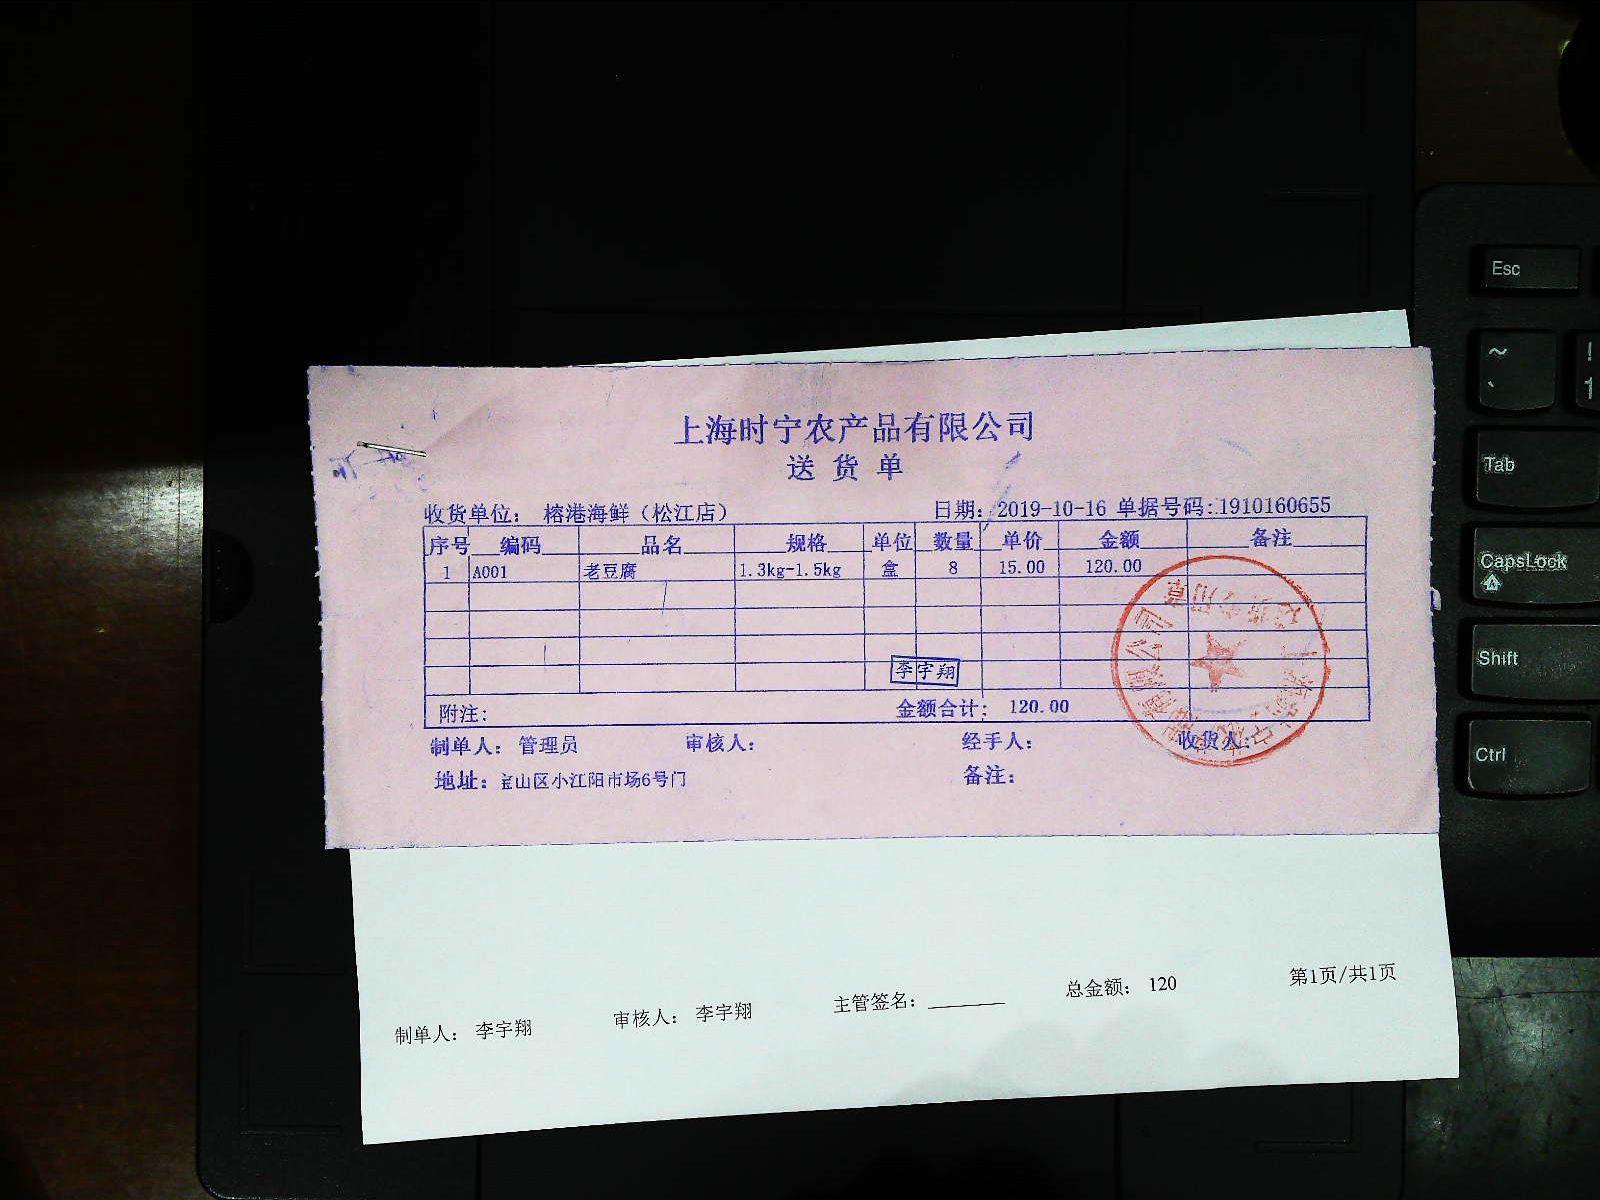 上海时宁农产品有限公司
送货单
收货单位： 榕港海鲜（松江店） 日期： 2019-10-16 单据号码：1910160655
序号 编码 品名 规格 单位 数量 单价 金额 备注
1 A001 老豆腐 1.3kg-1.5kg 盒 8 15.00 120.00
李宇翔
附注： 金额合计： 120.00
制单人： 管理员 审核人： 经手人： 收货人：
地址： 宝山区小江阳市场6号门 备注：
制单人： 李宇翔 审核人： 李宇翔 主管签名： 总金额： 120 第1页/共1页
Esc
~
`
!
1
Tab
CapsLock
Shift
Ctrl